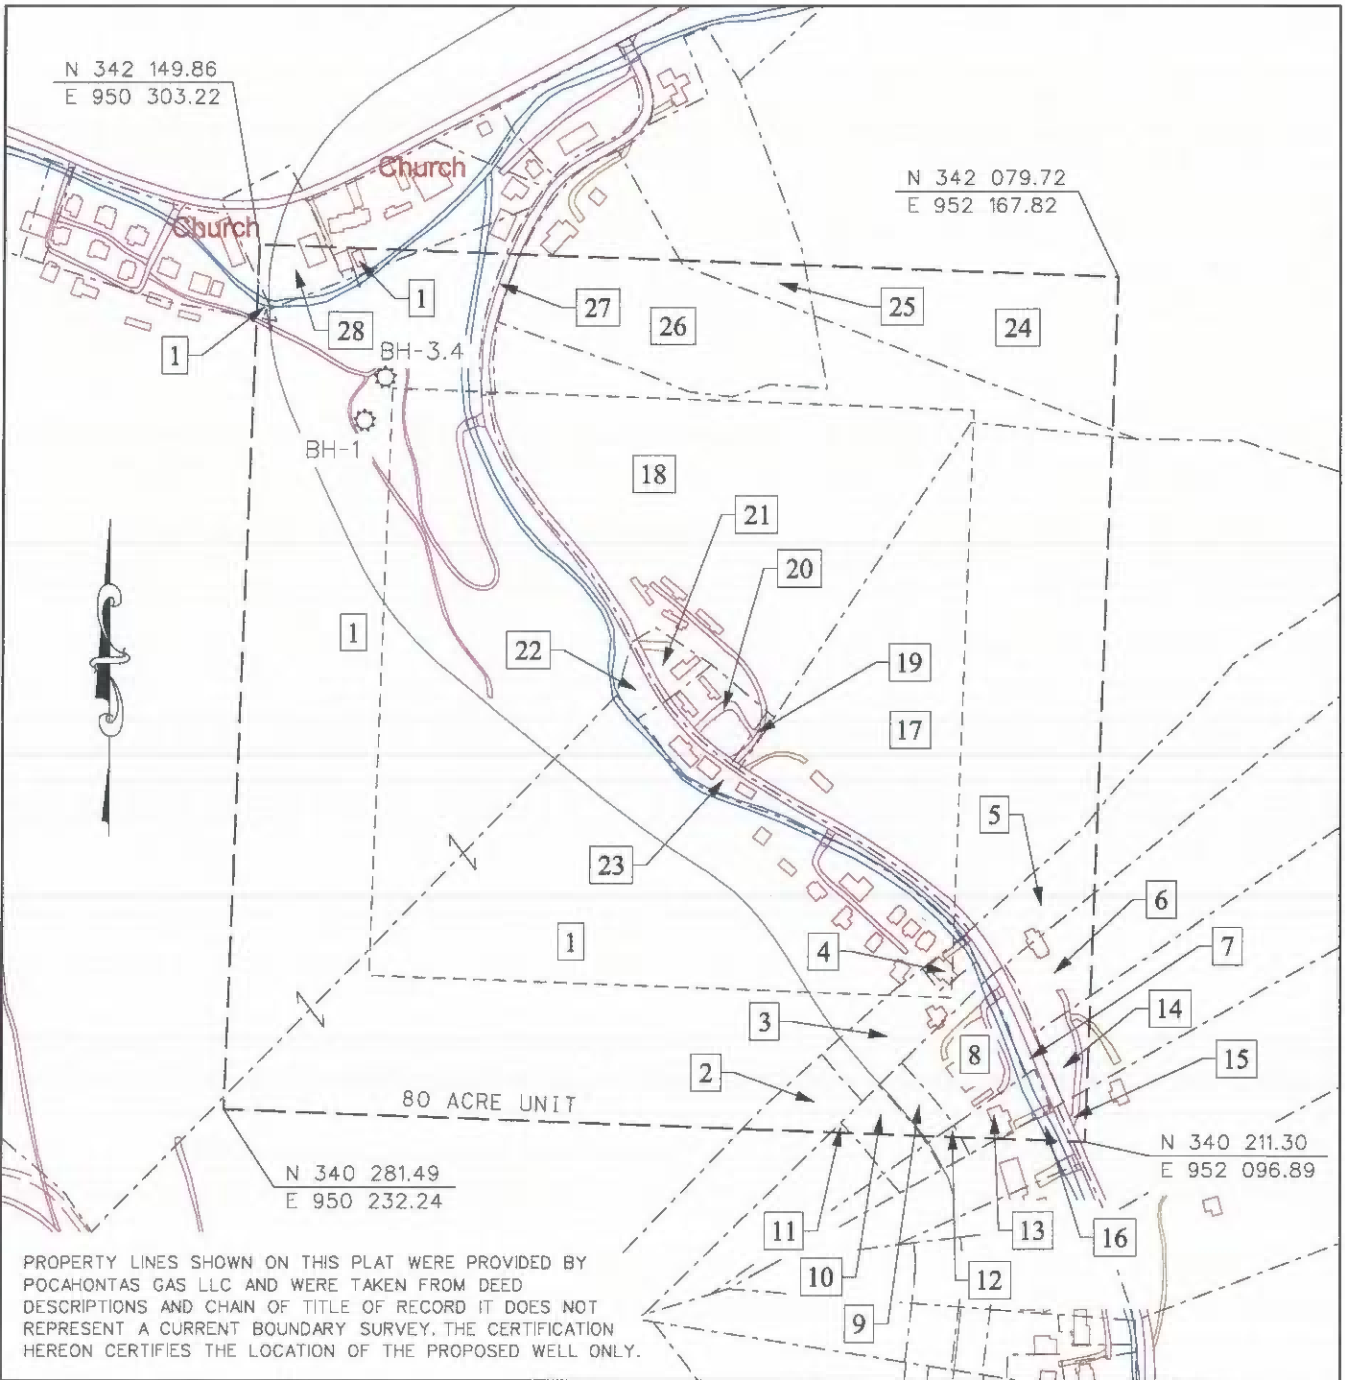 N 342 149.86
E 950 303.22
Church
Church
N 342 079.72
E 952 167.82
1
28
1
27
26
25
24
BH-3.4
BH-1
18
21
20
1
22
19
17
5
23
6
1
4
7
3
14
8
2
15
80 ACRE UNIT
N 340 281.49
E 950 232.24
N 340 211.30
E 952 096.89
11
13
16
10
12
9
PROPERTY LINES SHOWN ON THIS PLAT WERE PROVIDED BY
POCAHONTAS GAS LLC AND WERE TAKEN FROM DEED
DESCRIPTIONS AND CHAIN OF TITLE OF RECORD IT DOES NOT
REPRESENT A CURRENT BOUNDARY SURVEY. THE CERTIFICATION
HEREON CERTIFIES THE LOCATION OF THE PROPOSED WELL ONLY.